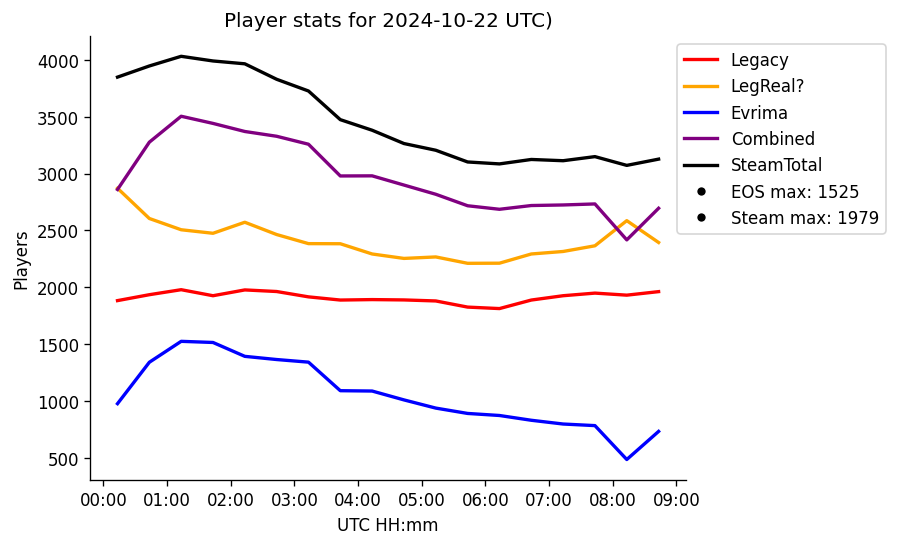 Player stats for 2024-10-22 UTC)
Players
4000
3500
3000
2500
2000
1500
1000
500
00:00 01:00 02:00 03:00 04:00 05:00 06:00 07:00 08:00 09:00
UTC HH:mm
Legacy
LegReal?
Evrima
Combined
SteamTotal
EOS max: 1525
Steam max: 1979